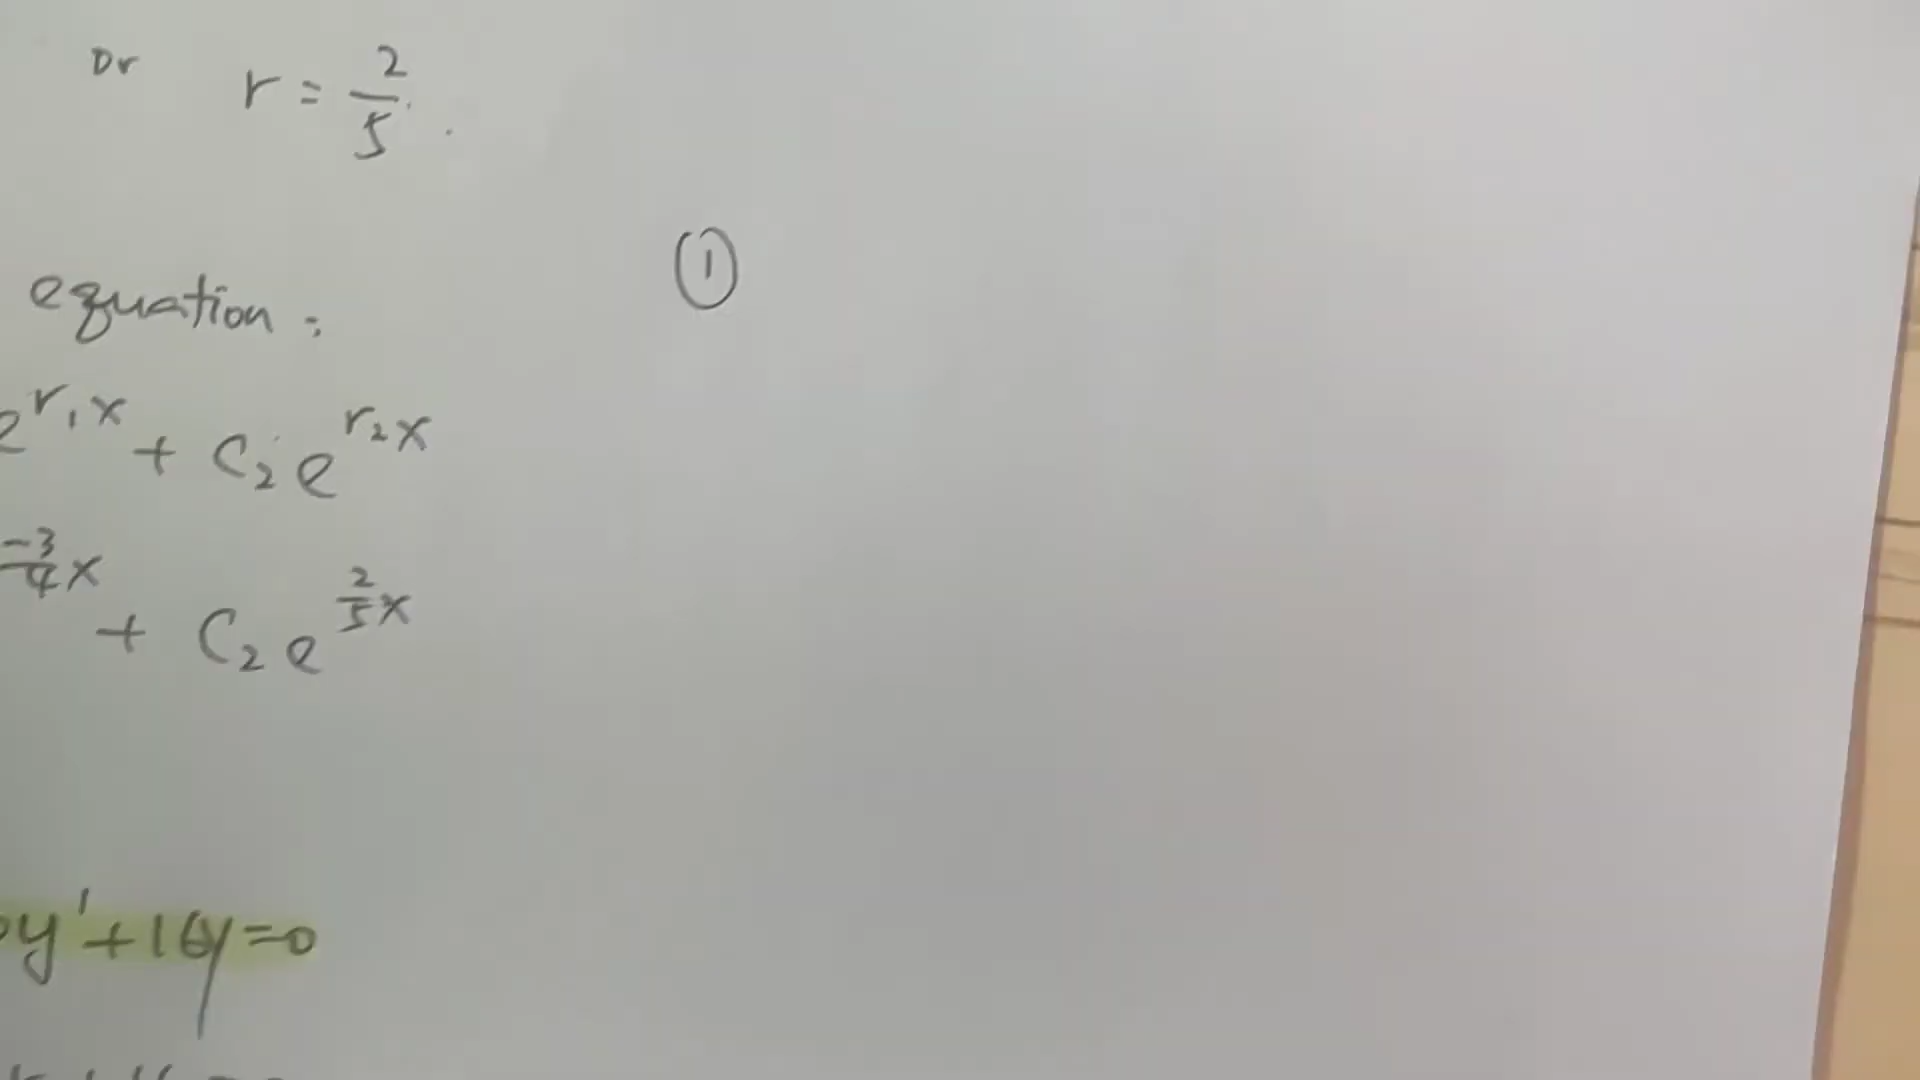 or r = 2/5.
①
equation:
e^{r₁x} + C₂e^{r₂x}
-3/4 x + C₂e^{2/5 x}
y'+16y=0